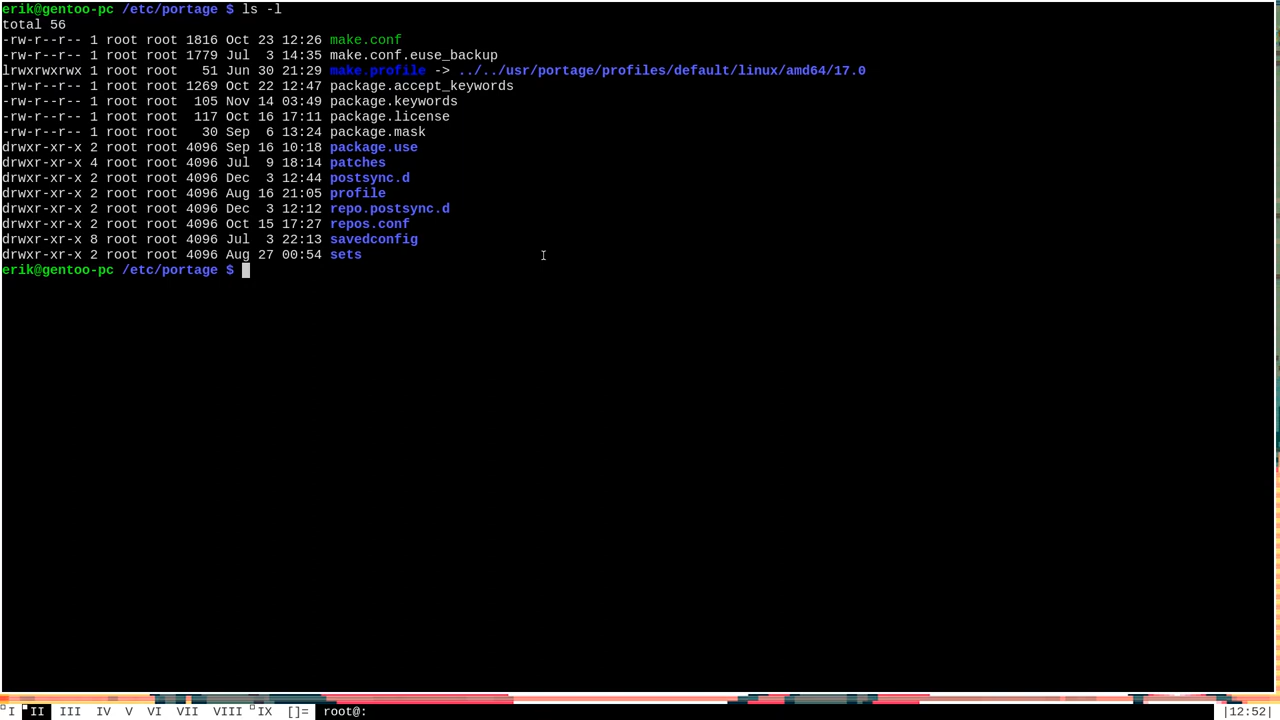 erik@gentoo-pc /etc/portage $ ls -l
total 56
-rw-r--r-- 1 root root 1816 Oct 23 12:26 make.conf
-rw-r--r-- 1 root root 1779 Jul  3 14:35 make.conf.euse_backup
lrwxrwxrwx 1 root root   51 Jun 30 21:29 make.profile -> ../../usr/portage/profiles/default/linux/amd64/17.0
-rw-r--r-- 1 root root 1269 Oct 22 12:47 package.accept_keywords
-rw-r--r-- 1 root root  105 Nov 14 03:49 package.keywords
-rw-r--r-- 1 root root  117 Oct 16 17:11 package.license
-rw-r--r-- 1 root root   30 Sep  6 13:24 package.mask
drwxr-xr-x 2 root root 4096 Sep 16 10:18 package.use
drwxr-xr-x 4 root root 4096 Jul  9 18:14 patches
drwxr-xr-x 2 root root 4096 Dec  3 12:44 postsync.d
drwxr-xr-x 2 root root 4096 Aug 16 21:05 profile
drwxr-xr-x 2 root root 4096 Dec  3 12:12 repo.postsync.d
drwxr-xr-x 2 root root 4096 Oct 15 17:27 repos.conf
drwxr-xr-x 8 root root 4096 Jul  3 22:13 savedconfig
drwxr-xr-x 2 root root 4096 Aug 27 00:54 sets
erik@gentoo-pc /etc/portage $
I II III IV V VI VII VIII IX []= root@: |12:52|